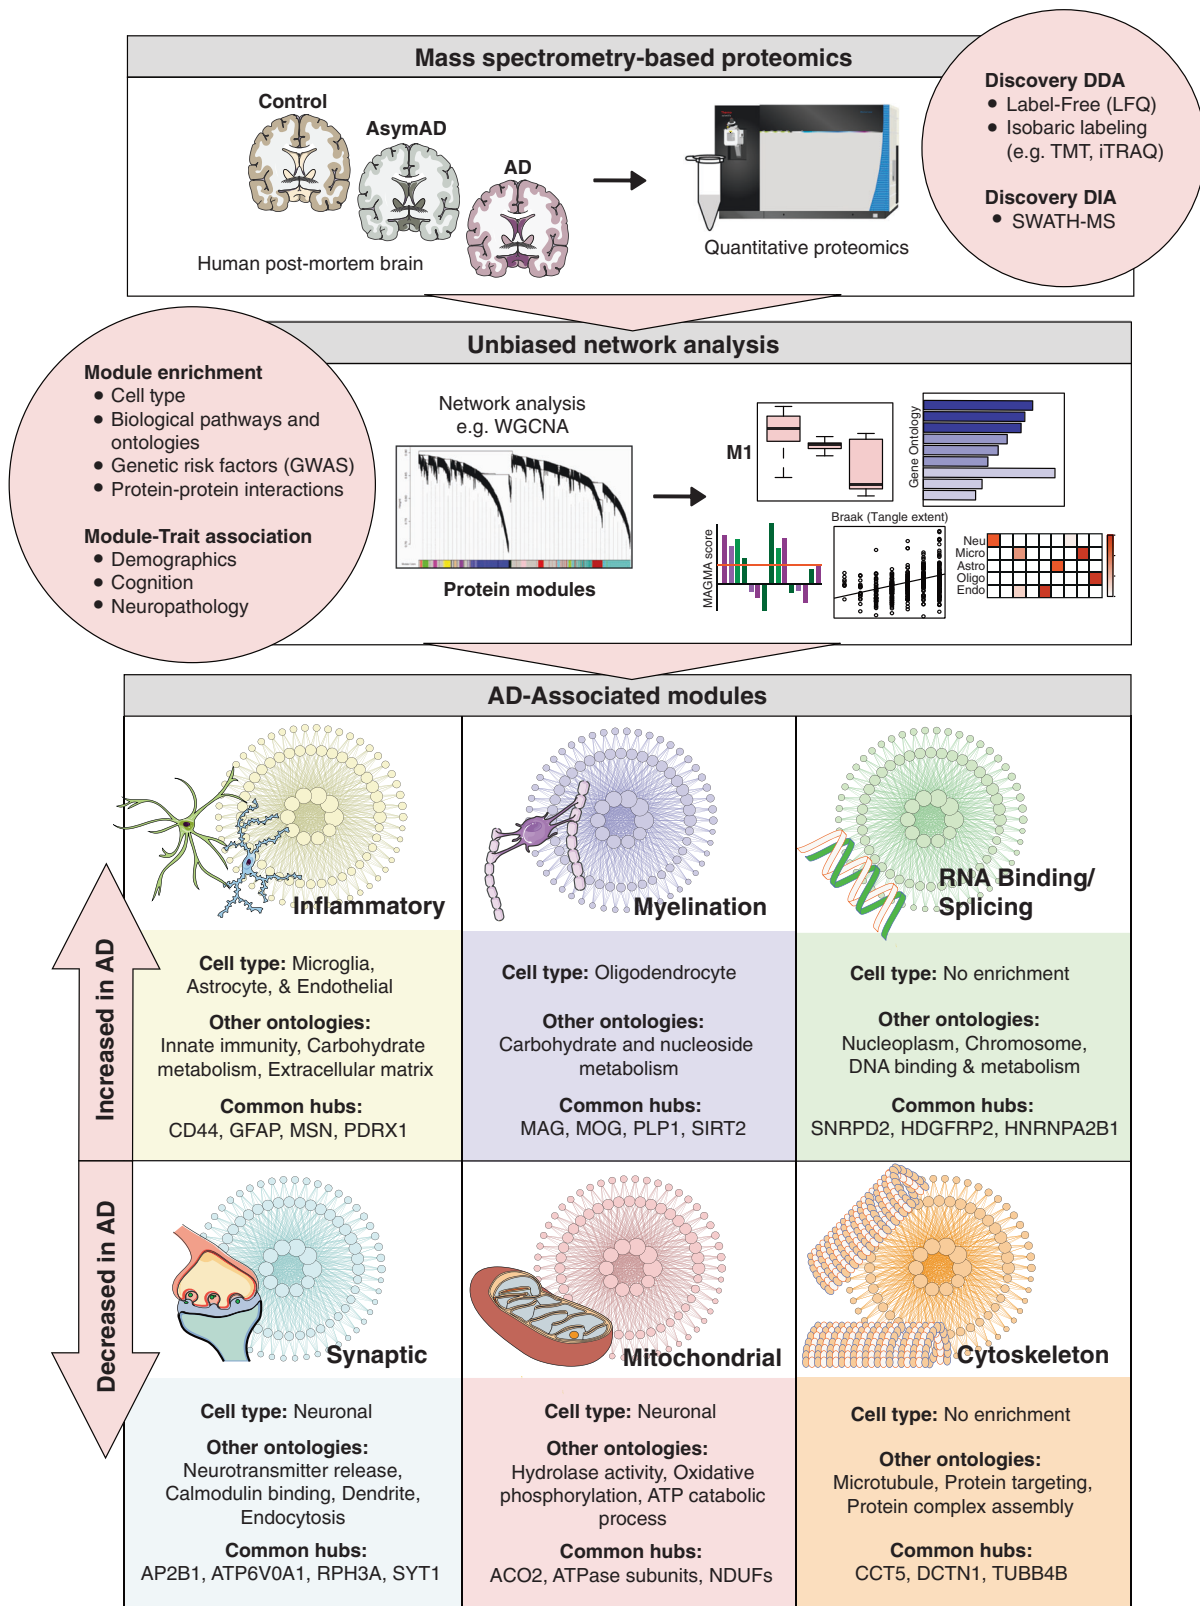 Mass spectrometry-based proteomics
Control
AsymAD
AD
Human post-mortem brain
Quantitative proteomics
Discovery DDA
● Label-Free (LFQ)
● Isobaric labeling
(e.g. TMT, iTRAQ)
Discovery DIA
● SWATH-MS
Unbiased network analysis
Module enrichment
● Cell type
● Biological pathways and
ontologies
● Genetic risk factors (GWAS)
● Protein-protein interactions
Module-Trait association
● Demographics
● Cognition
● Neuropathology
Network analysis
e.g. WGCNA
Protein modules
M1
Gene Ontology
MAGMA score
Braak (Tangle extent)
Neu
Micro
Astro
Oligo
Endo
AD-Associated modules
Increased in AD
Inflammatory
Cell type: Microglia,
Astrocyte, & Endothelial
Other ontologies:
Innate immunity, Carbohydrate
metabolism, Extracellular matrix
Common hubs:
CD44, GFAP, MSN, PDRX1
Myelination
Cell type: Oligodendrocyte
Other ontologies:
Carbohydrate and nucleoside
metabolism
Common hubs:
MAG, MOG, PLP1, SIRT2
RNA Binding/
Splicing
Cell type: No enrichment
Other ontologies:
Nucleoplasm, Chromosome,
DNA binding & metabolism
Common hubs:
SNRPD2, HDGFRP2, HNRNPA2B1
Decreased in AD
Synaptic
Cell type: Neuronal
Other ontologies:
Neurotransmitter release,
Calmodulin binding, Dendrite,
Endocytosis
Common hubs:
AP2B1, ATP6V0A1, RPH3A, SYT1
Mitochondrial
Cell type: Neuronal
Other ontologies:
Hydrolase activity, Oxidative
phosphorylation, ATP catabolic
process
Common hubs:
ACO2, ATPase subunits, NDUFs
Cytoskeleton
Cell type: No enrichment
Other ontologies:
Microtubule, Protein targeting,
Protein complex assembly
Common hubs:
CCT5, DCTN1, TUBB4B